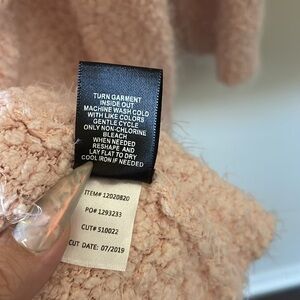 TURN GARMENT
INSIDE OUT
MACHINE WASH COLD
WITH LIKE COLORS
GENTLE CYCLE
ONLY NON-CHLORINE
BLEACH
WHEN NEEDED
RESHAPE AND
LAY FLAT TO DRY
COOL IRON IF NEEDED
ITEM# 12020820
PO# 1293233
CUT# 510022
CUT DATE: 07/2019